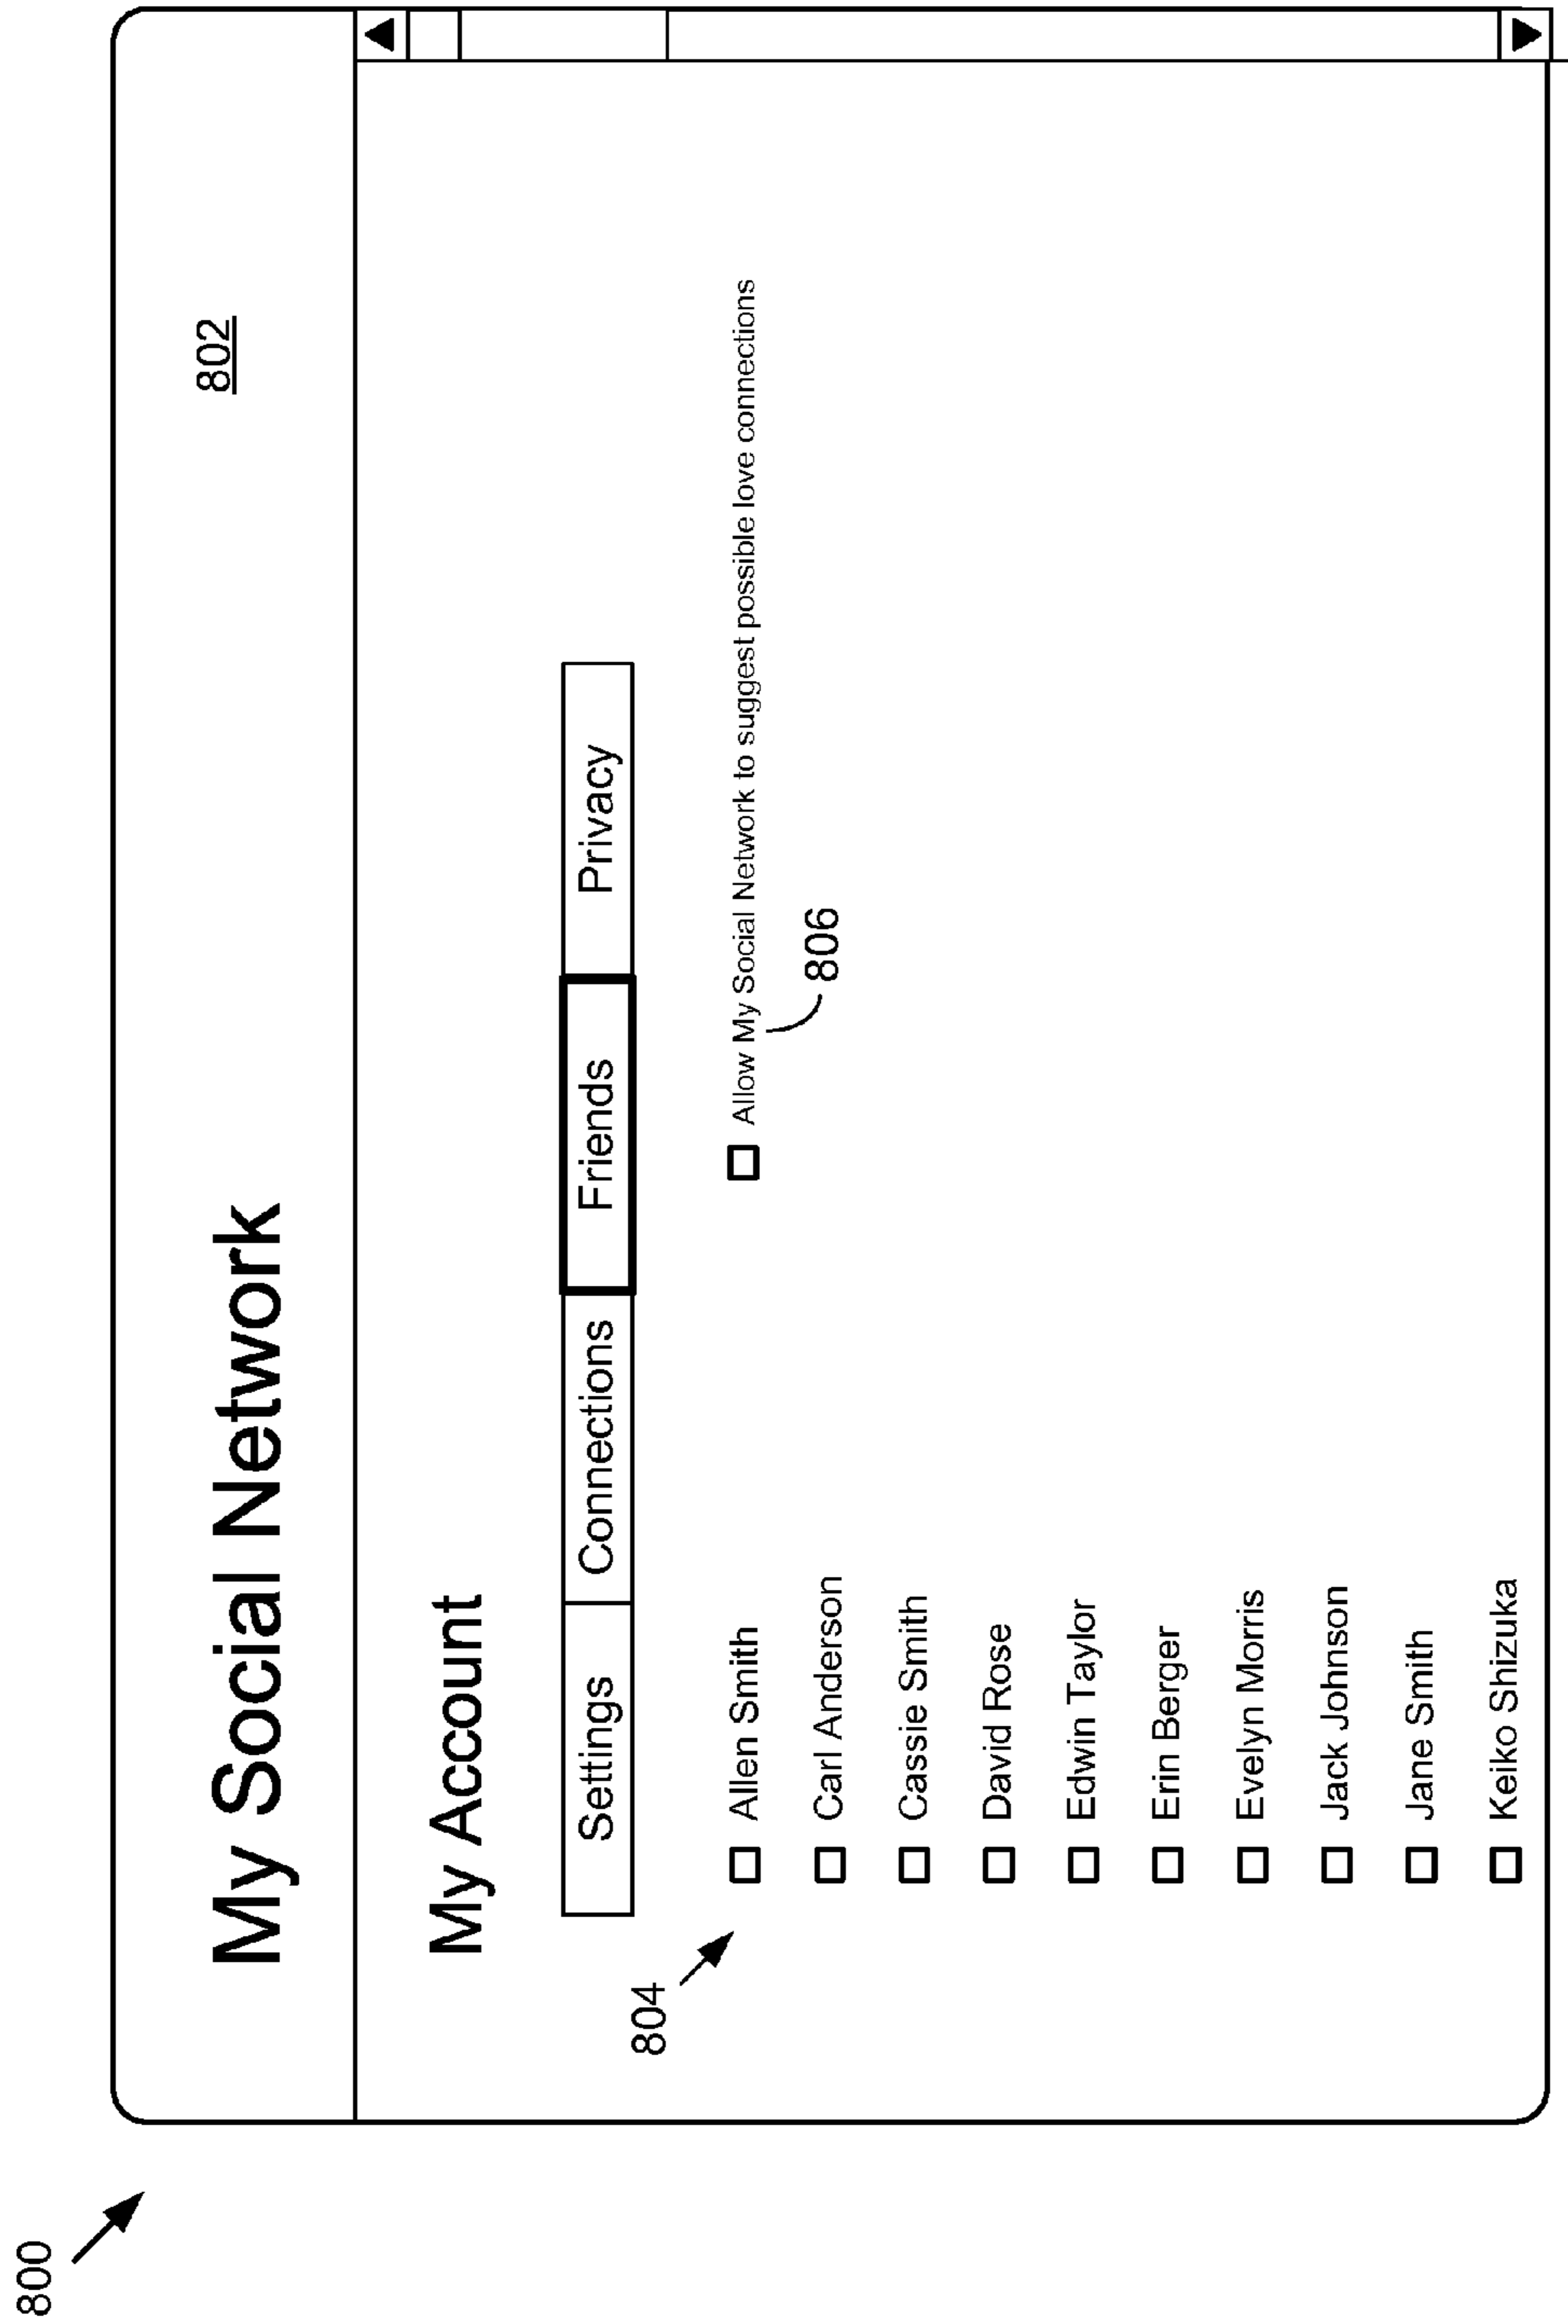 800
My Social Network
802
My Account
Settings Connections Friends Privacy
804
Allen Smith
Allow My Social Network to suggest possible love connections
806
Carl Anderson
Cassie Smith
David Rose
Edwin Taylor
Erin Berger
Evelyn Morris
Jack Johnson
Jane Smith
Keiko Shizuka